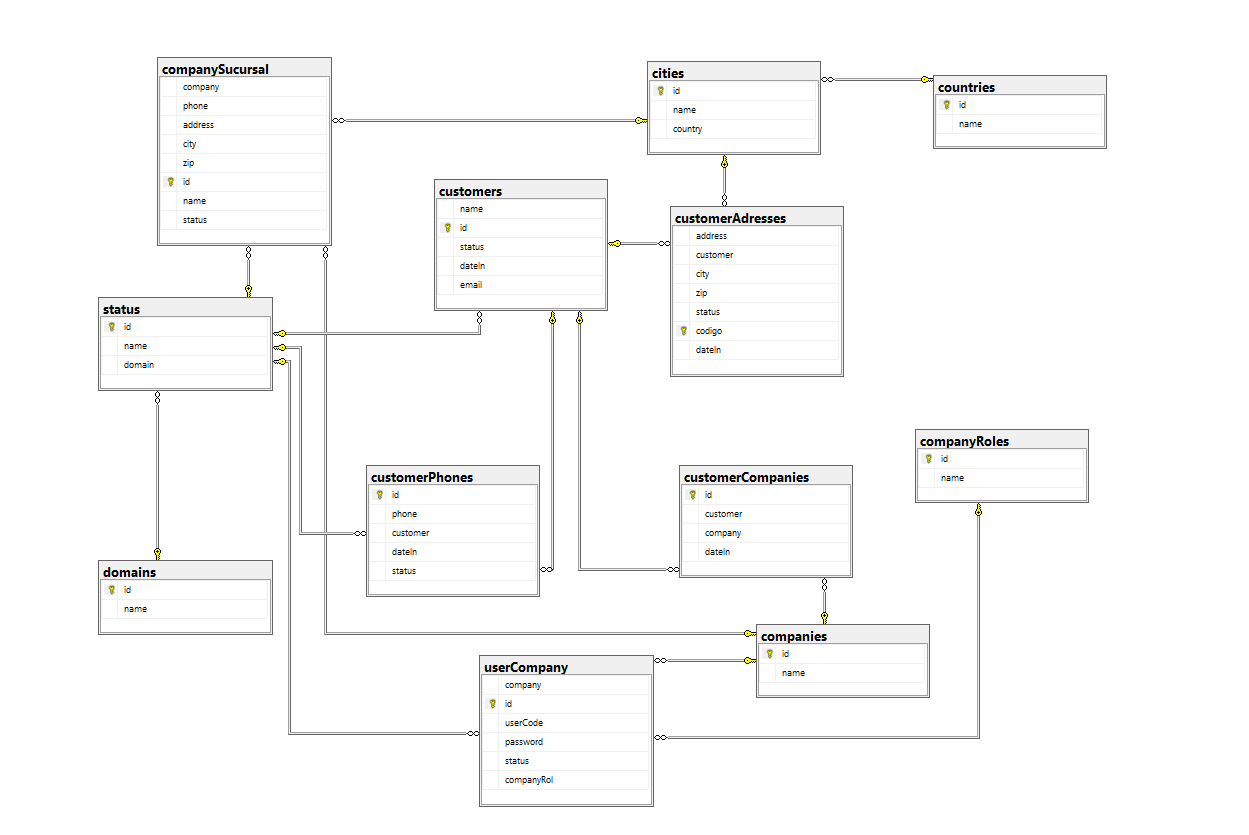 companySucursal
company
phone
address
city
zip
id
name
status
cities
id
name
country
countries
id
name
customers
name
id
status
dateIn
email
customerAdresses
address
customer
city
zip
status
codigo
dateIn
status
id
name
domain
companyRoles
id
name
customerPhones
id
phone
customer
dateIn
status
customerCompanies
id
customer
company
dateIn
domains
id
name
companies
id
name
userCompany
company
id
userCode
password
status
companyRol